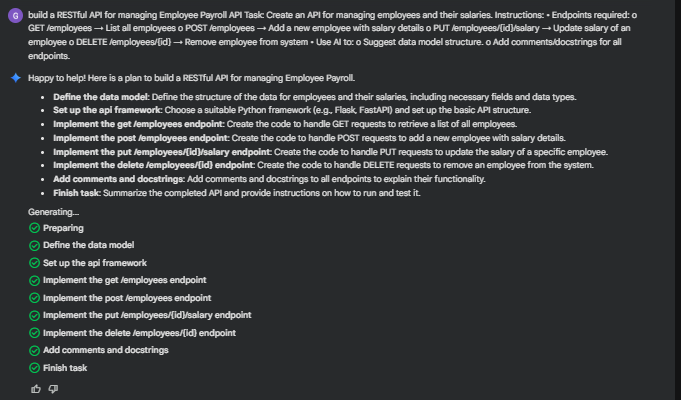 G build a RESTful API for managing Employee Payroll API Task: Create an API for managing employees and their salaries. Instructions: • Endpoints required: o
GET /employees → List all employees o POST /employees → Add a new employee with salary details o PUT /employees/{id}/salary → Update salary of an
employee o DELETE /employees/{id} → Remove employee from system • Use AI to: o Suggest data model structure. o Add comments/docstrings for all
endpoints.
Happy to help! Here is a plan to build a RESTful API for managing Employee Payroll.
• Define the data model: Define the structure of the data for employees and their salaries, including necessary fields and data types.
• Set up the api framework: Choose a suitable Python framework (e.g., Flask, FastAPI) and set up the basic API structure.
• Implement the get /employees endpoint: Create the code to handle GET requests to retrieve a list of all employees.
• Implement the post /employees endpoint: Create the code to handle POST requests to add a new employee with salary details.
• Implement the put /employees/{id}/salary endpoint: Create the code to handle PUT requests to update the salary of a specific employee.
• Implement the delete /employees/{id} endpoint: Create the code to handle DELETE requests to remove an employee from the system.
• Add comments and docstrings: Add comments and docstrings to all endpoints to explain their functionality.
• Finish task: Summarize the completed API and provide instructions on how to run and test it.
Generating...
Preparing
Define the data model
Set up the api framework
Implement the get /employees endpoint
Implement the post /employees endpoint
Implement the put /employees/{id}/salary endpoint
Implement the delete /employees/{id} endpoint
Add comments and docstrings
Finish task